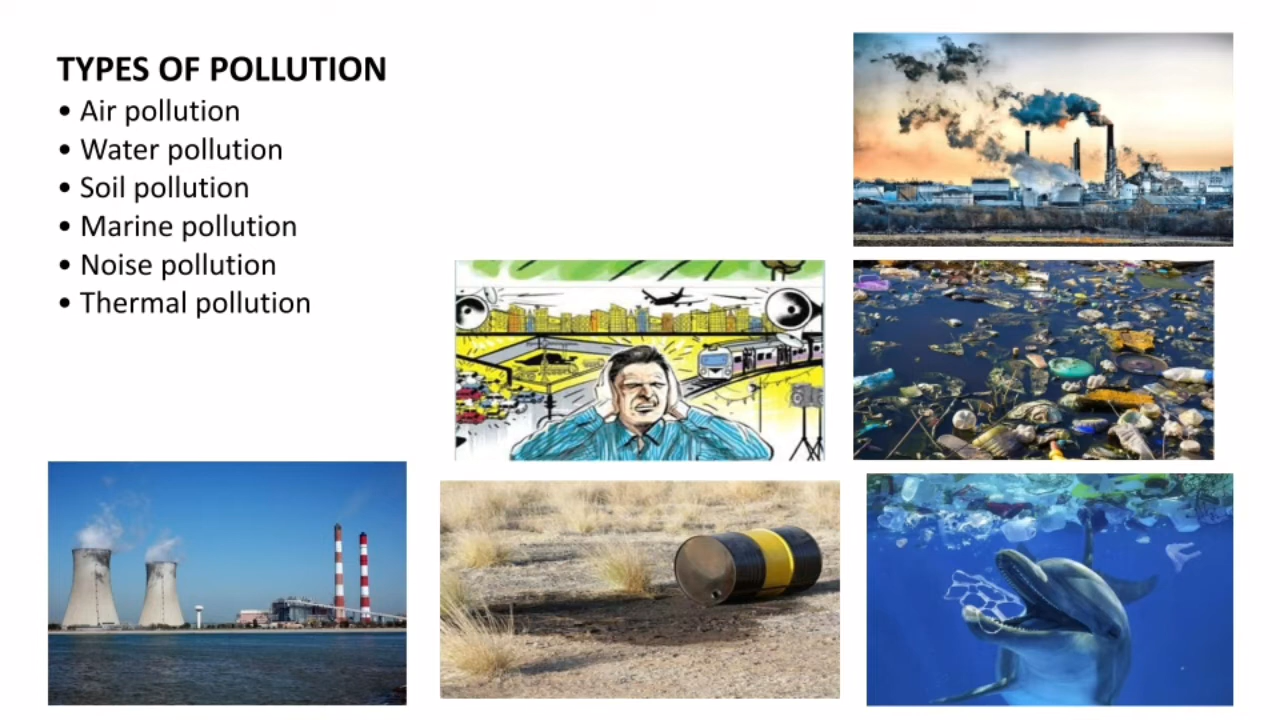 TYPES OF POLLUTION
• Air pollution
• Water pollution
• Soil pollution
• Marine pollution
• Noise pollution
• Thermal pollution